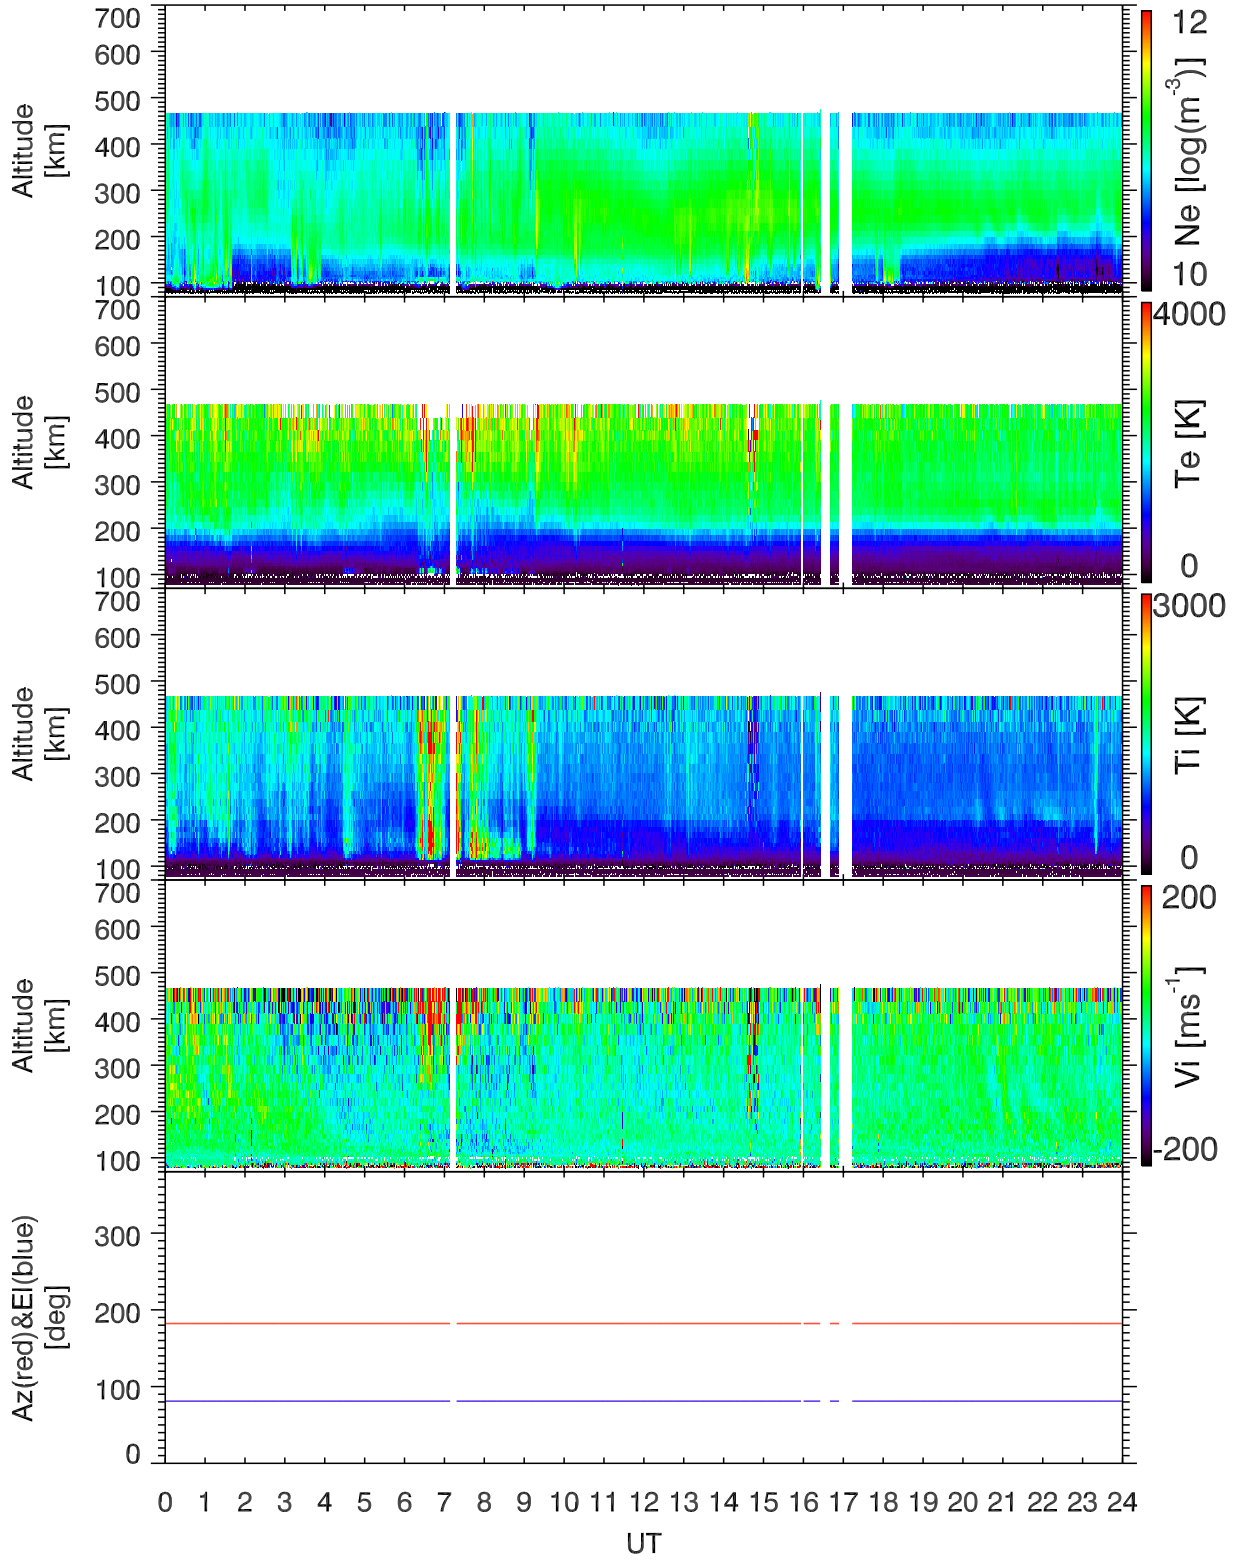 700
600
500
400
300
200
100
Altitude
[km]
12
Ne [log(m⁻³)]
10
700
600
500
400
300
200
100
Altitude
[km]
4000
Te [K]
0
700
600
500
400
300
200
100
Altitude
[km]
3000
Ti [K]
0
700
600
500
400
300
200
100
Altitude
[km]
200
Vi [ms⁻¹]
-200
300
200
100
0
Az(red)&El(blue)
[deg]
0 1 2 3 4 5 6 7 8 9 10 11 12 13 14 15 16 17 18 19 20 21 22 23 24
UT